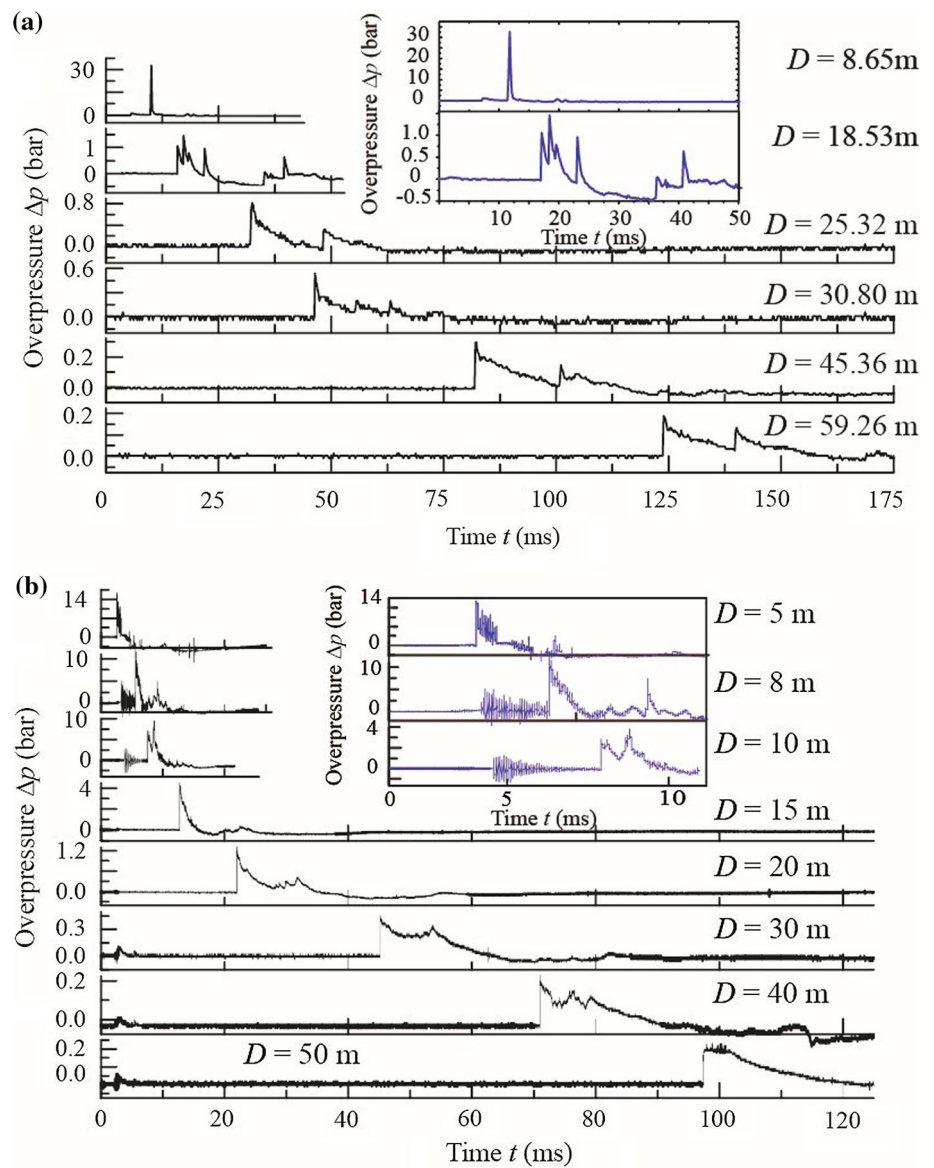 (a)
Overpressure Δp (bar)
30
20
10
0
1.0
0.5
0.0
-0.5
10 20 30 40 50
Time t (ms)
D = 8.65m
D = 18.53m
D = 25.32 m
D = 30.80 m
D = 45.36 m
D = 59.26 m
Overpressure Δp (bar)
30
0
1
0
0.8
0.0
0.6
0.0
0.2
0.0
0.2
0.0
0 25 50 75 100 125 150 175
Time t (ms)
(b)
Overpressure Δp (bar)
14
0
10
0
4
0
0 5 10
Time t (ms)
D = 5 m
D = 8 m
D = 10 m
D = 15 m
D = 20 m
D = 30 m
D = 40 m
D = 50 m
Overpressure Δp (bar)
14
0
10
0
10
0
4
0
1.2
0.0
0.3
0.0
0.2
0.0
0.2
0.0
0 20 40 60 80 100 120
Time t (ms)